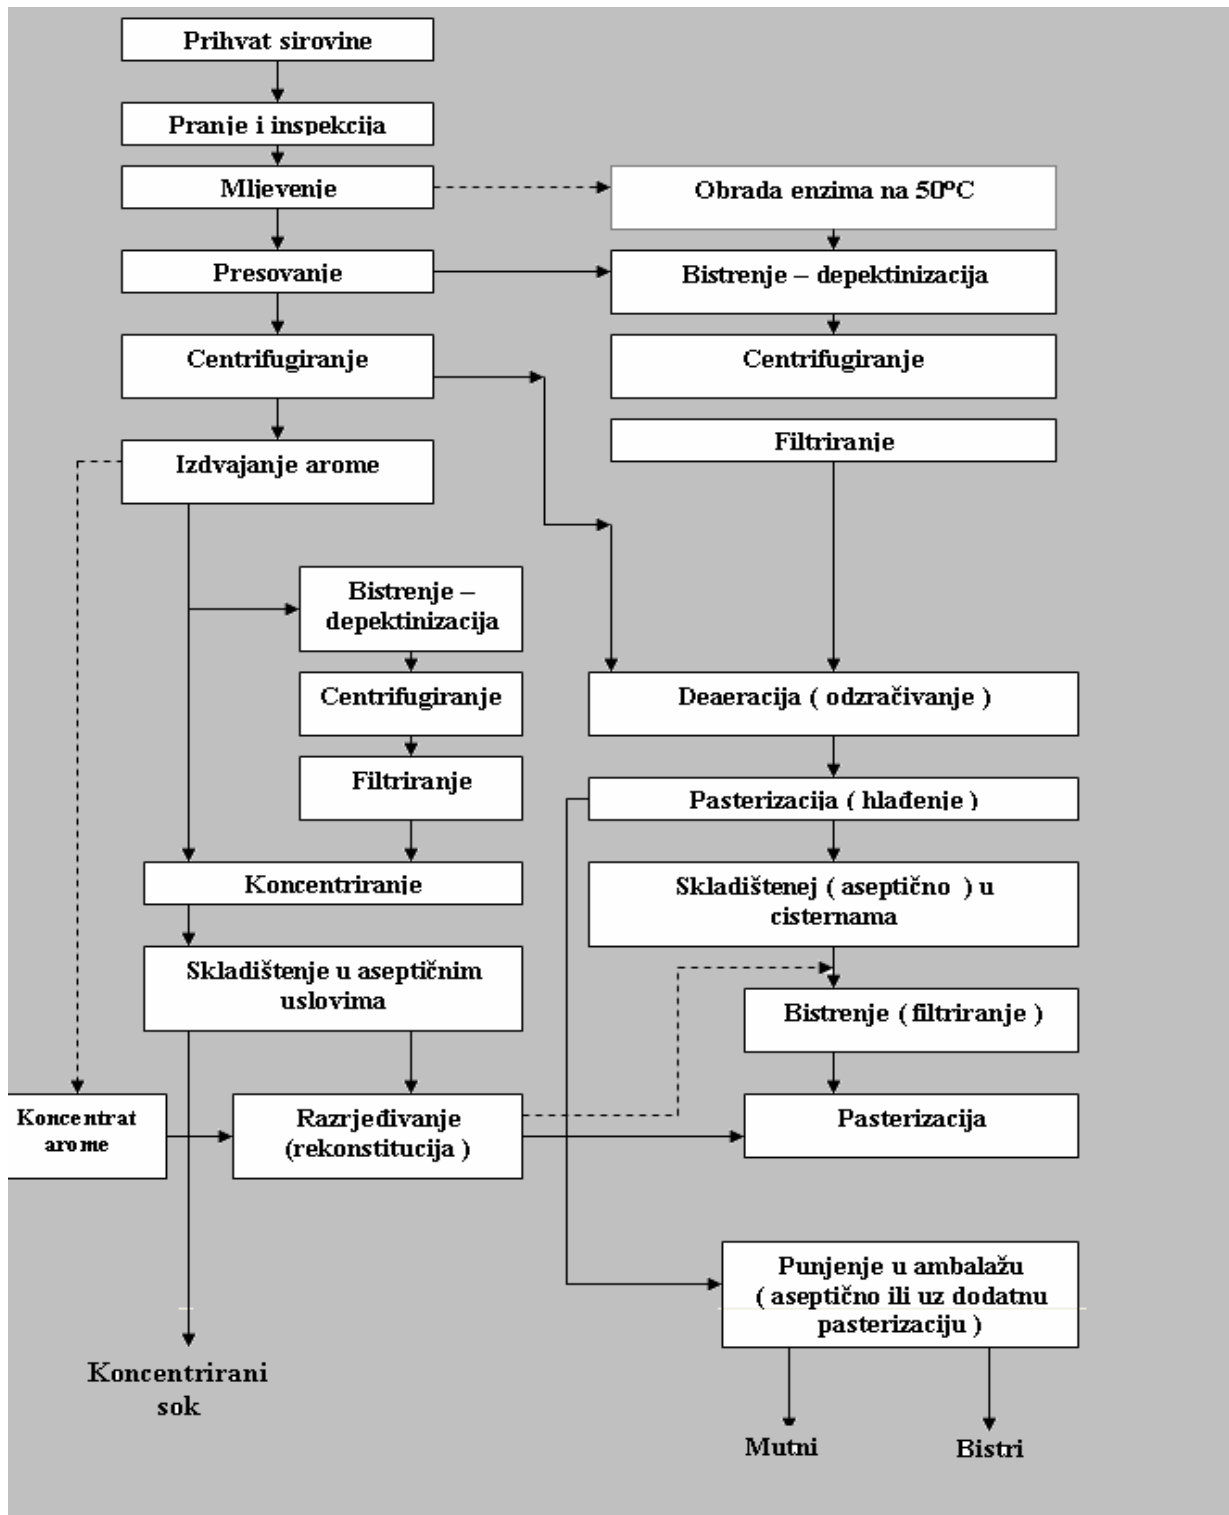 Prihvat sirovine
Pranje i inspekcija
Mljevenje
Obrada enzima na 50°C
Presovanje
Bistrenje – depektinizacija
Centrifugiranje
Centrifugiranje
Filtriranje
Izdvajanje arome
Bistrenje –
depektinizacija
Centrifugiranje
Filtriranje
Deaeracija ( odzračivanje )
Pasterizacija ( hlađenje )
Koncentriranje
Skladištenej ( aseptično ) u
cisternama
Skladištenje u aseptičnim
uslovima
Bistrenje ( filtriranje )
Koncentrat
arome
Razrjeđivanje
(rekonstitucija )
Pasterizacija
Punjenje u ambalažu
( aseptično ili uz dodatnu
pasterizaciju )
Koncentrirani
sok
Mutni
Bistri